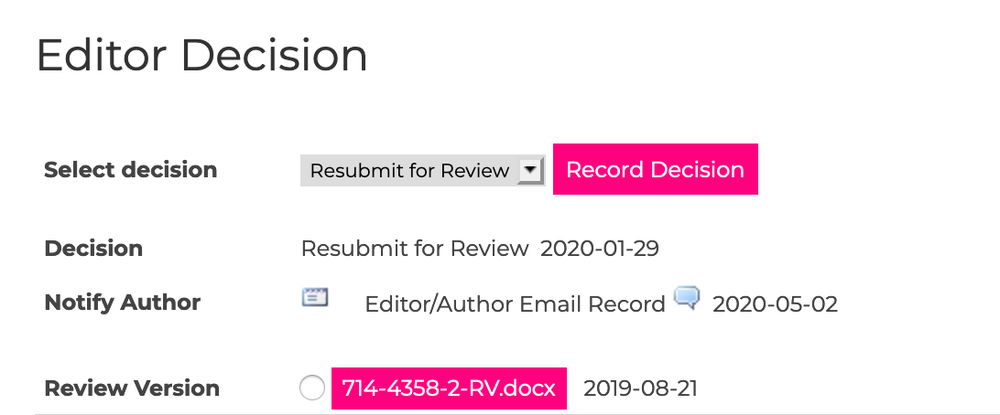 Editor Decision
Select decision Resubmit for Review Record Decision
Decision Resubmit for Review 2020-01-29
Notify Author Editor/Author Email Record 2020-05-02
Review Version 714-4358-2-RV.docx 2019-08-21